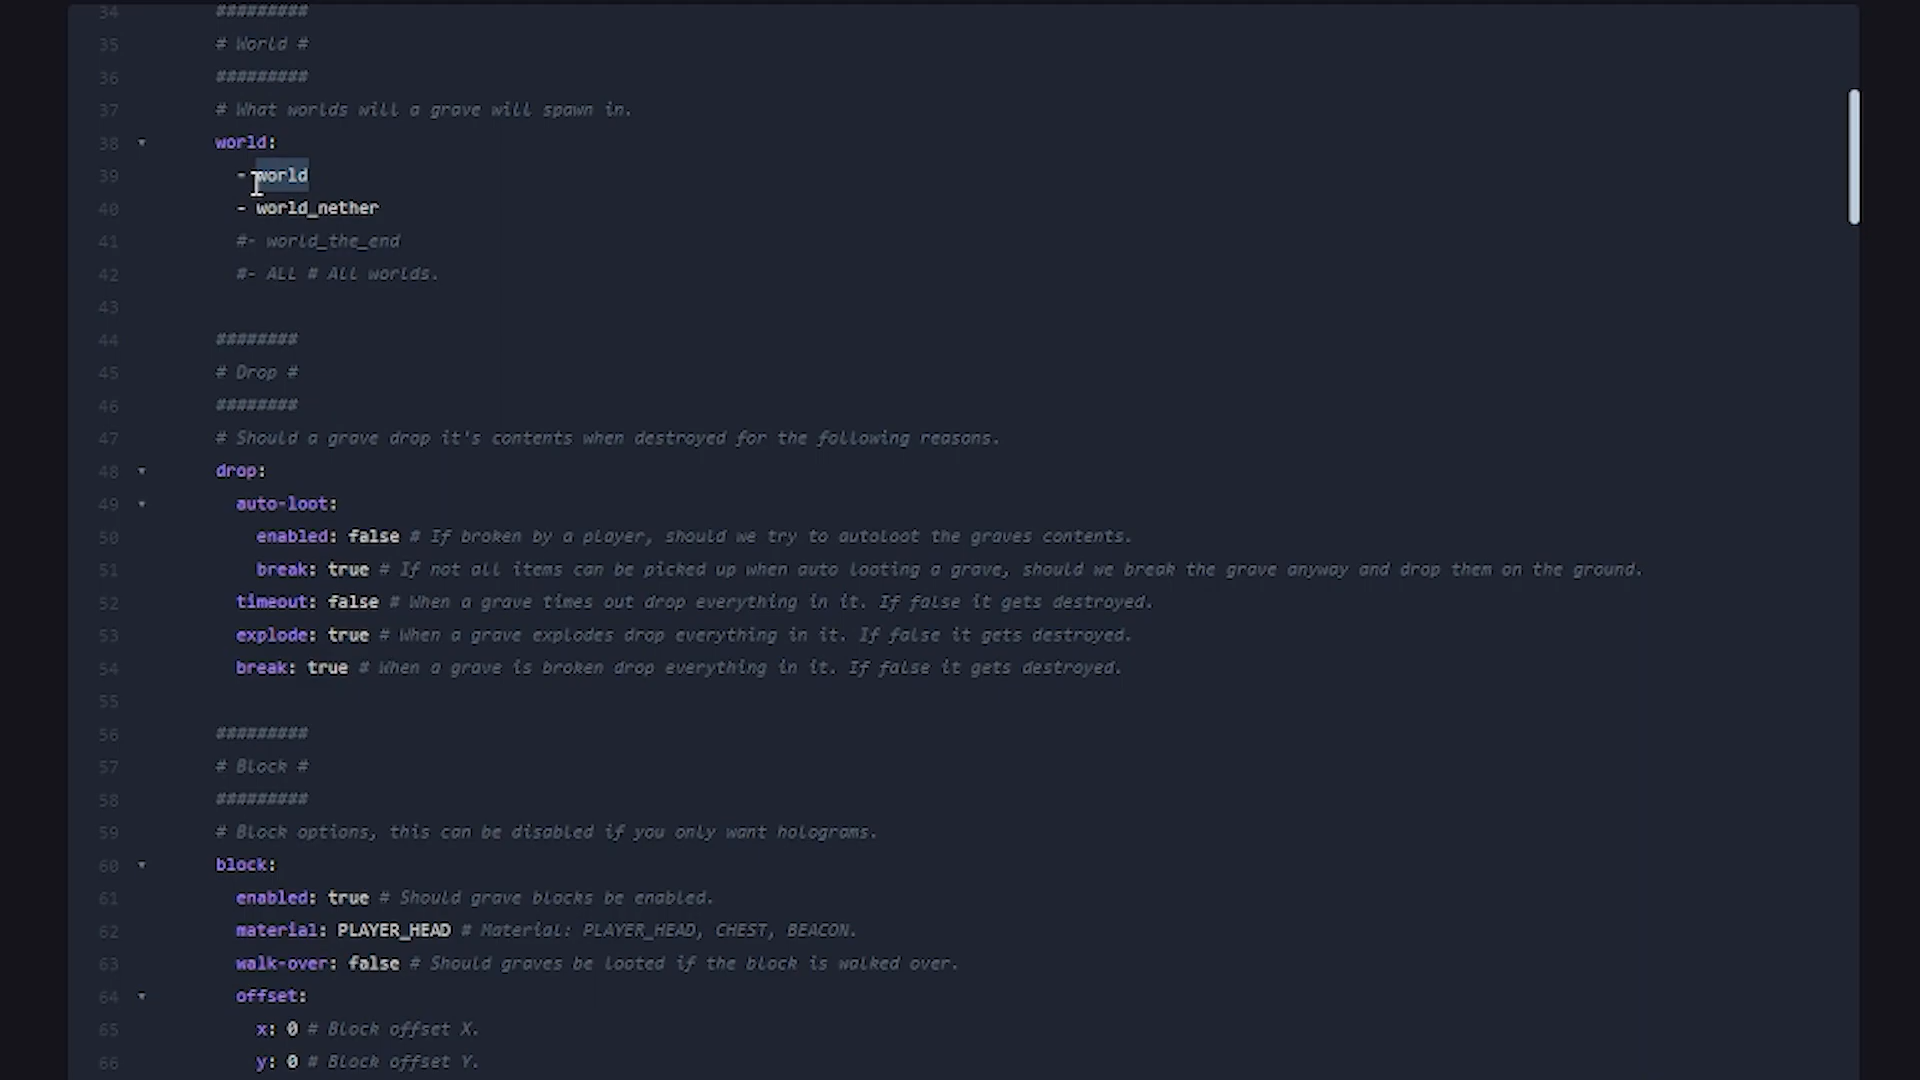 34 #########
35 # World #
36 #########
37 # What worlds will a grave will spawn in.
38 world:
39 - world
40 - world_nether
41 #- world_the_end
42 #- ALL # All worlds.
43
44 ########
45 # Drop #
46 ########
47 # Should a grave drop it's contents when destroyed for the following reasons.
48 drop:
49 auto-loot:
50 enabled: false # If broken by a player, should we try to autoloot the graves contents.
51 break: true # If not all items can be picked up when auto looting a grave, should we break the grave anyway and drop them on the ground.
52 timeout: false # When a grave times out drop everything in it. If false it gets destroyed.
53 explode: true # When a grave explodes drop everything in it. If false it gets destroyed.
54 break: true # When a grave is broken drop everything in it. If false it gets destroyed.
55
56 #########
57 # Block #
58 #########
59 # Block options, this can be disabled if you only want holograms.
60 block:
61 enabled: true # Should grave blocks be enabled.
62 material: PLAYER_HEAD # Material: PLAYER_HEAD, CHEST, BEACON.
63 walk-over: false # Should graves be looted if the block is walked over.
64 offset:
65 x: 0 # Block offset X.
66 y: 0 # Block offset Y.